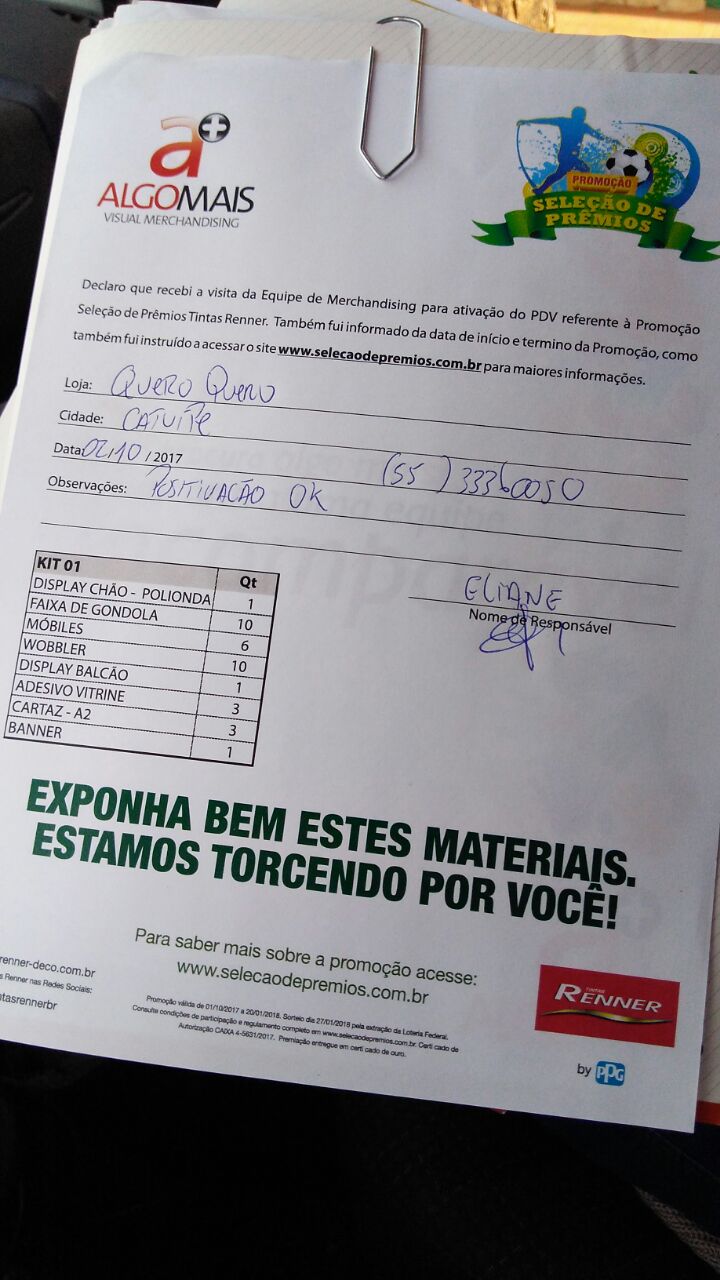 a+
ALGOMAIS
VISUAL MERCHANDISING
PROMOÇÃO
SELEÇÃO DE
PRÊMIOS
Declaro que recebi a visita da Equipe de Merchandising para ativação do PDV referente à Promoção
Seleção de Prêmios Tintas Renner. Também fui informado da data de início e termino da Promoção, como
também fui instruído a acessar o site www.selecaodepremios.com.br para maiores informações.
Loja: QUERO QUERO
Cidade: CATUÍPE
Data: 02/10 / 2017 (55) 33360050
Observações: POSITIVAÇÃO OK
ELIANE
Nome de Responsável
KIT 01 Qt
DISPLAY CHÃO - POLIONDA 1
FAIXA DE GONDOLA 10
MÓBILES 6
WOBBLER 10
DISPLAY BALCÃO 1
ADESIVO VITRINE 3
CARTAZ - A2 3
BANNER 1
EXPONHA BEM ESTES MATERIAIS.
ESTAMOS TORCENDO POR VOCÊ!
Para saber mais sobre a promoção acesse:
www.selecaodepremios.com.br
renner-deco.com.br
s Renner nas Redes Sociais:
ntasrennerbr
Promoção válida de 01/10/2017 a 20/01/2018. Sorteio dia 27/01/2018 pela extração da Loteria Federal.
Consulte condições de participação e regulamento completo em www.selecaodepremios.com.br. Certi cado de
Autorização CAIXA 4-5631/2017. Premiação entregue em certi cado de ouro.
TINTAS
RENNER
by PPG